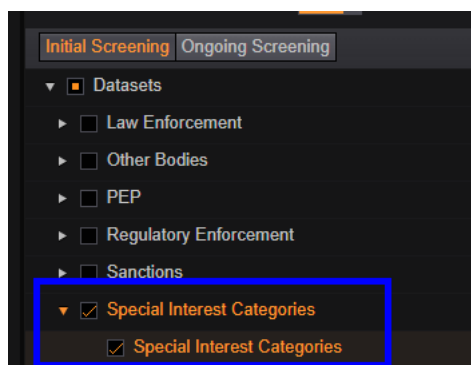 Initial Screening Ongoing Screening
Datasets
Law Enforcement
Other Bodies
PEP
Regulatory Enforcement
Sanctions
Special Interest Categories
Special Interest Categories